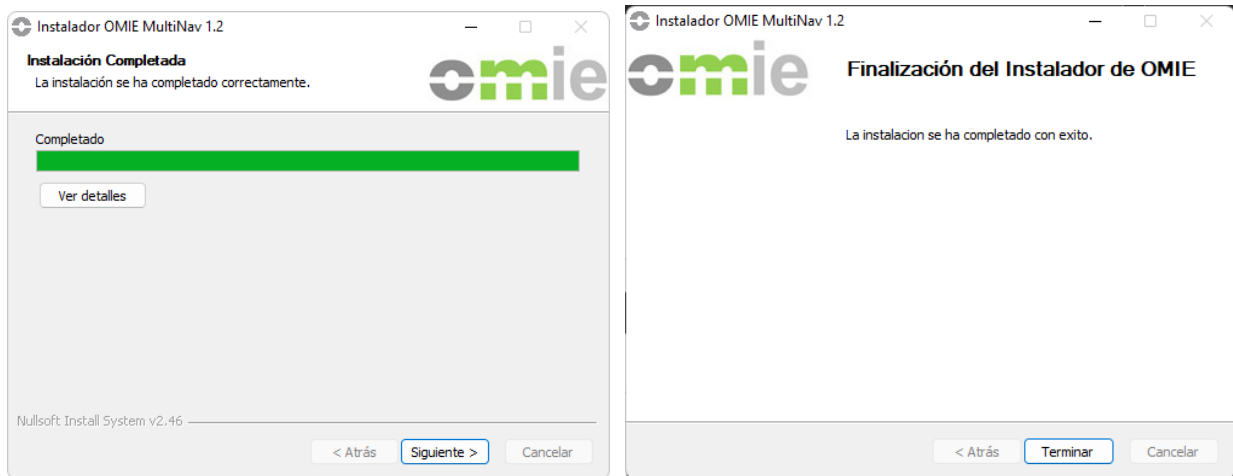 Instalador OMIE MultiNav 1.2
Instalación Completada
La instalación se ha completado correctamente.
omie
Completado
Ver detalles
Nullsoft Install System v2.46
< Atrás Siguiente > Cancelar
Instalador OMIE MultiNav 1.2
omie
Finalización del Instalador de OMIE
La instalacion se ha completado con exito.
< Atrás Terminar Cancelar